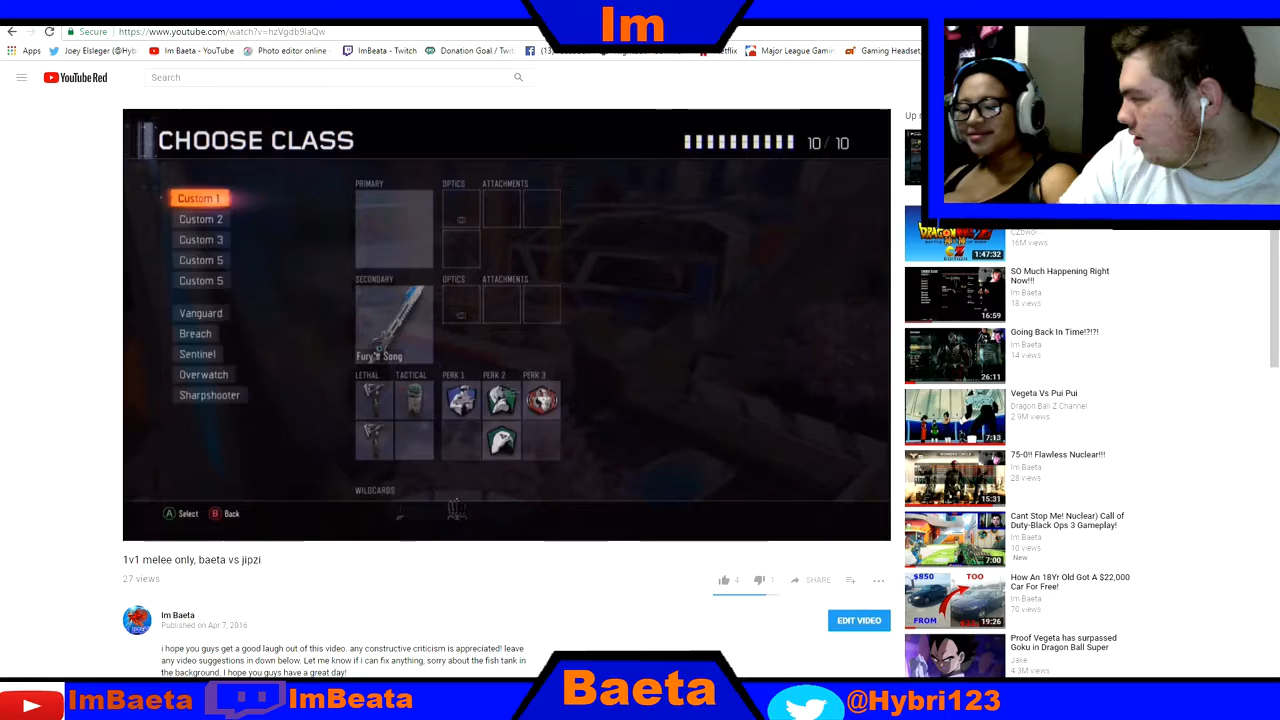 Im
Secure
https://www.youtube.com/watch?v=hzVgdb9IaQw
Apps
Joey Elsleger (@Hyb
Im Baeta - YouTube
Photo editor online -
ImBeata - Twitch
Donation Goal / Twit
Major League Gamin
Gaming Headset,
YouTube Red
Search
Up
CHOOSE CLASS
10 / 10
PRIMARY
OPTICS
ATTACHMENTS
Custom 1
Custom 2
Custom 3
Custom 5
Custom 5
SECONDARY
OPTICS
ATTACHMENTS
Vanguard
Breach
Sentinel
Overwatch
Sharpshooter
Fury's Song
LETHAL
TACTICAL
PERK 1
PERK 2
PERK 3
WILDCARDS
A Select
B Back
1v1 melee only, baeta vs jipzi
27 views
4
1
SHARE
Im Baeta
Published on Apr 7, 2016
EDIT VIDEO
i hope you guys get a good laugh out of this video. any constructive criticism is appreciated! leave
any video suggestions in down below. Let me know if i can fix anything, sorry about the fish tank in
the background. I hope you guys have a great day!
DRAGON BALL Z
CZ
EDITION
1:47:32
16M views
SO Much Happening Right
Now!!!
Im Baeta
18 views
16:59
Going Back In Time!?!?!
Im Baeta
14 views
26:11
Vegeta Vs Pui Pui
Dragon Ball Z Channel
2.9M views
7:13
75-0!! Flawless Nuclear!!!
Im Baeta
28 views
15:31
Cant Stop Me! Nuclear) Call of
Duty-Black Ops 3 Gameplay!
Im Baeta
10 views
New
7:00
$850
TOO
FROM
How An 18Yr Old Got A $22,000
Car For Free!
Im Baeta
70 views
19:26
Proof Vegeta has surpassed
Goku in Dragon Ball Super
Jake
4.3M views
ImBaeta
ImBeata
Baeta
@Hybri123